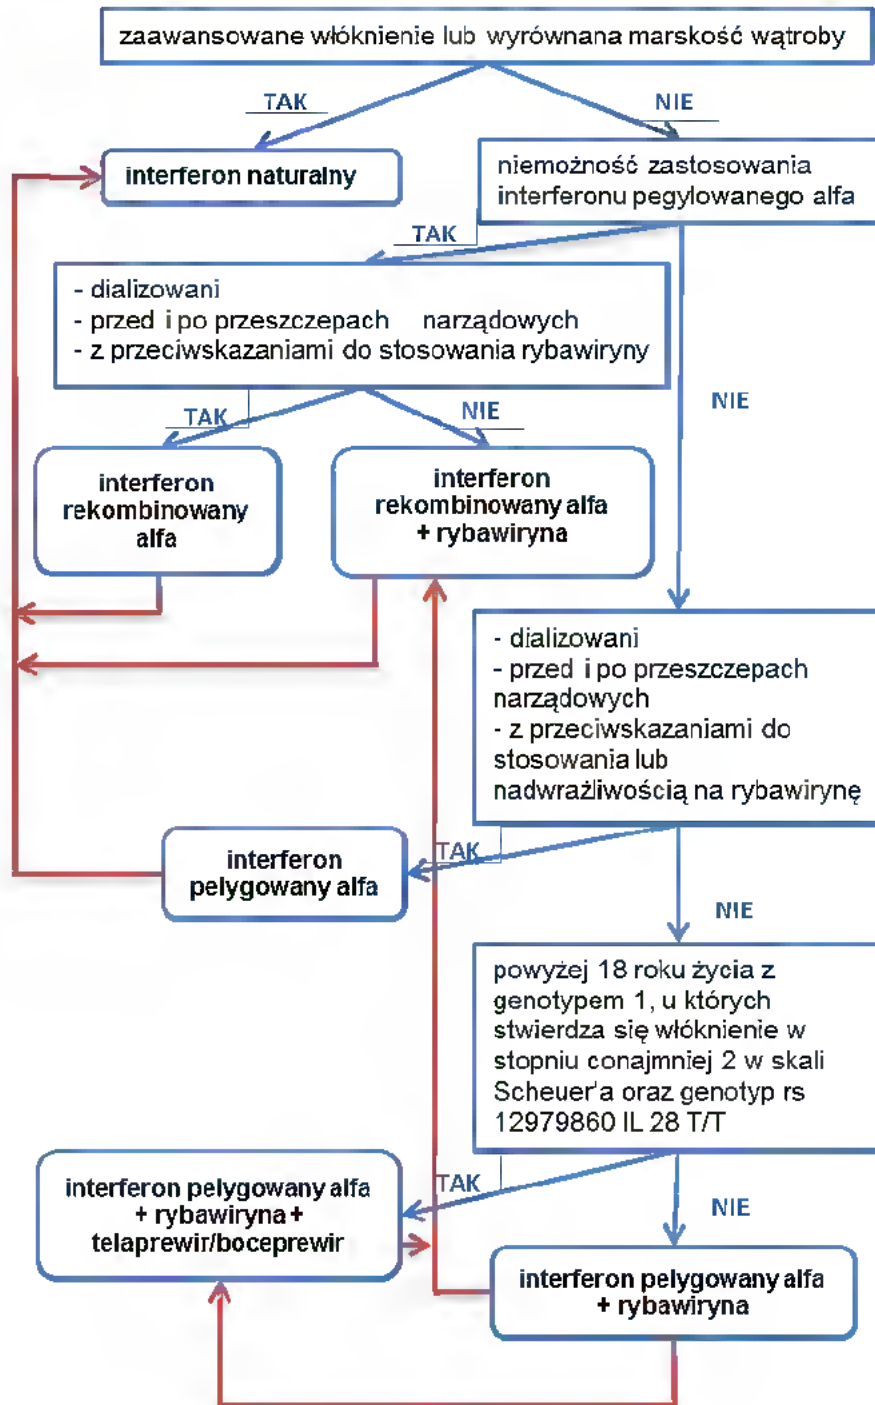 zaawansowane włóknienie lub wyrównana marskość wątroby
TAK
NIE
interferon naturalny
niemożność zastosowania
interferonu pegylowanego alfa
TAK
- dializowani
- przed i po przeszczepach narządowych
- z przeciwskazaniami do stosowania rybawiryny
NIE
TAK
NIE
interferon
rekombinowany
alfa
interferon
rekombinowany alfa
+ rybawiryna
- dializowani
- przed i po przeszczepach
narządowych
- z przeciwskazaniami do
stosowania lub
nadwrażliwością na rybawirynę
TAK
interferon
pelygowany alfa
NIE
powyżej 18 roku życia z
genotypem 1, u których
stwierdza się włóknienie w
stopniu conajmniej 2 w skali
Scheuer'a oraz genotyp rs
12979860 IL 28 T/T
TAK
NIE
interferon pelygowany alfa
+ rybawiryna +
telaprewir/boceprewir
interferon pelygowany alfa
+ rybawiryna